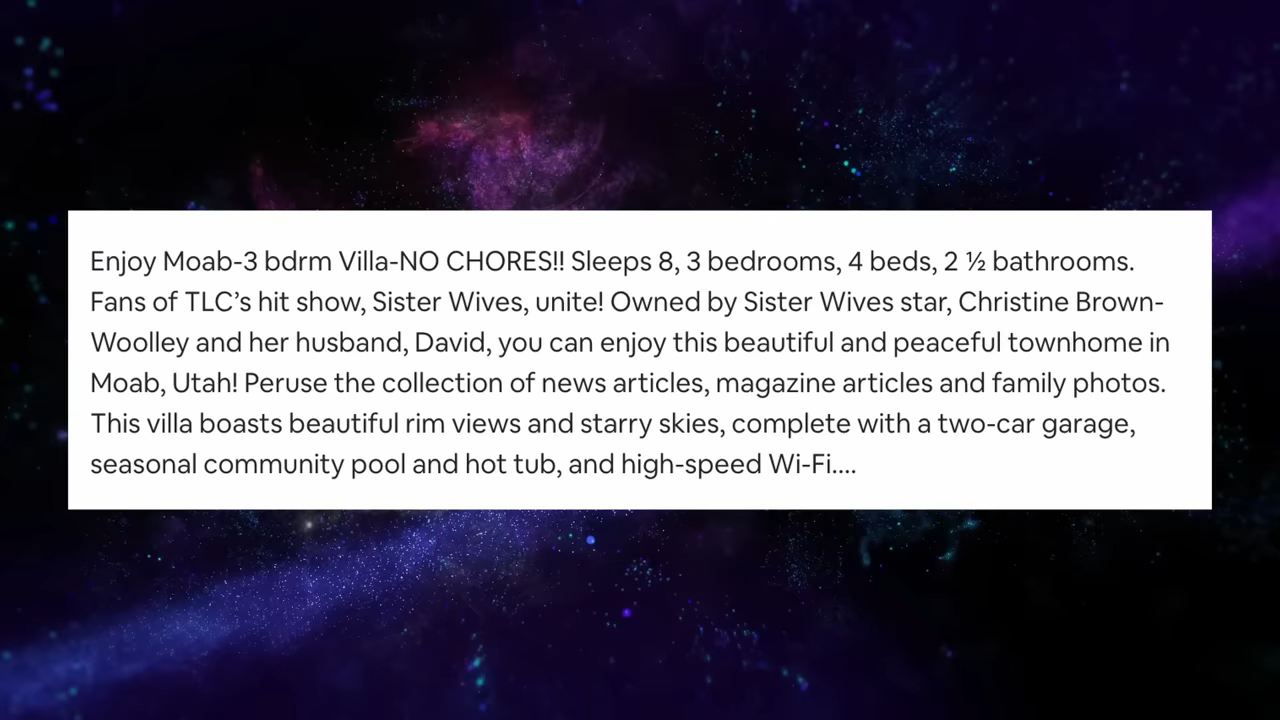 Enjoy Moab-3 bdrm Villa-NO CHORES!! Sleeps 8, 3 bedrooms, 4 beds, 2 ½ bathrooms.
Fans of TLC’s hit show, Sister Wives, unite! Owned by Sister Wives star, Christine Brown-
Woolley and her husband, David, you can enjoy this beautiful and peaceful townhome in
Moab, Utah! Peruse the collection of news articles, magazine articles and family photos.
This villa boasts beautiful rim views and starry skies, complete with a two-car garage,
seasonal community pool and hot tub, and high-speed Wi-Fi....